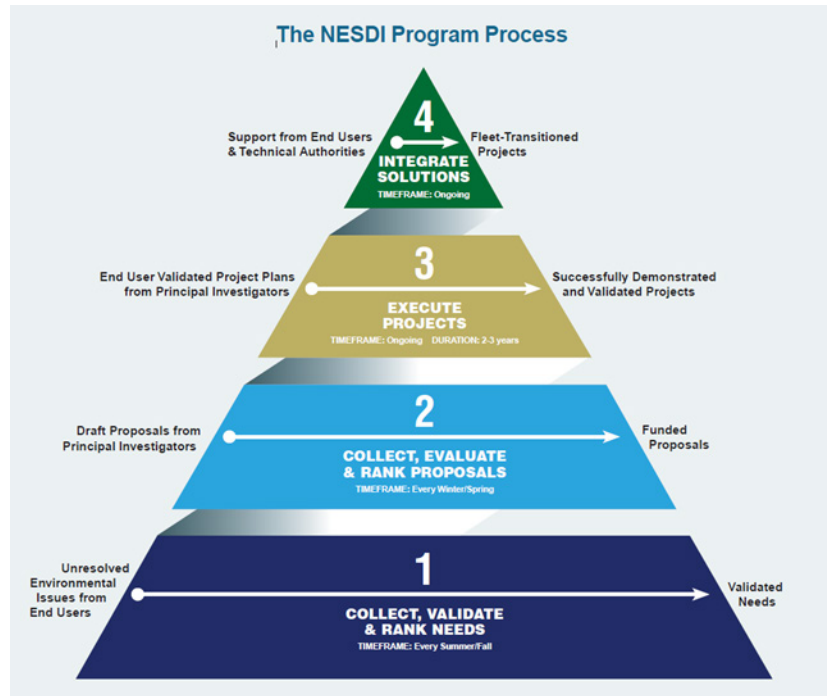 The NESDI Program Process
4
Support from End Users
& Technical Authorities
Fleet-Transitioned
Projects
INTEGRATE
SOLUTIONS
TIMEFRAME: Ongoing
3
End User Validated Project Plans
from Principal Investigators
Successfully Demonstrated
and Validated Projects
EXECUTE
PROJECTS
TIMEFRAME: Ongoing DURATION: 2-3 years
2
Draft Proposals from
Principal Investigators
Funded
Proposals
COLLECT, EVALUATE
& RANK PROPOSALS
TIMEFRAME: Every Winter/Spring
1
Unresolved
Environmental
Issues from
End Users
Validated
Needs
COLLECT, VALIDATE
& RANK NEEDS
TIMEFRAME: Every Summer/Fall